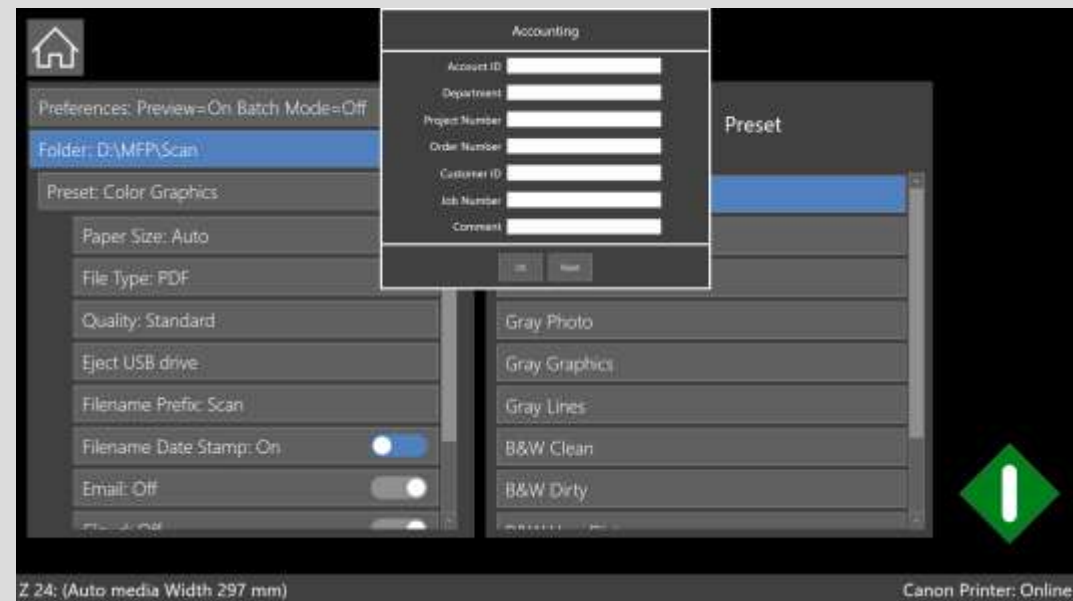 Accounting
Account ID
Department
Project Number
Order Number
Customer ID
Job Number
Comment
OK
Preferences: Preview=On Batch Mode=Off
Folder: D:\MFP\Scan
Preset: Color Graphics
Paper Size: Auto
File Type: PDF
Quality: Standard
Eject USB drive
Filename Prefix: Scan
Filename Date Stamp: On
Email: Off
Preset
Gray Photo
Gray Graphics
Gray Lines
B&W Clean
B&W Dirty
Z 24: (Auto media Width 297 mm)
Canon Printer: Online